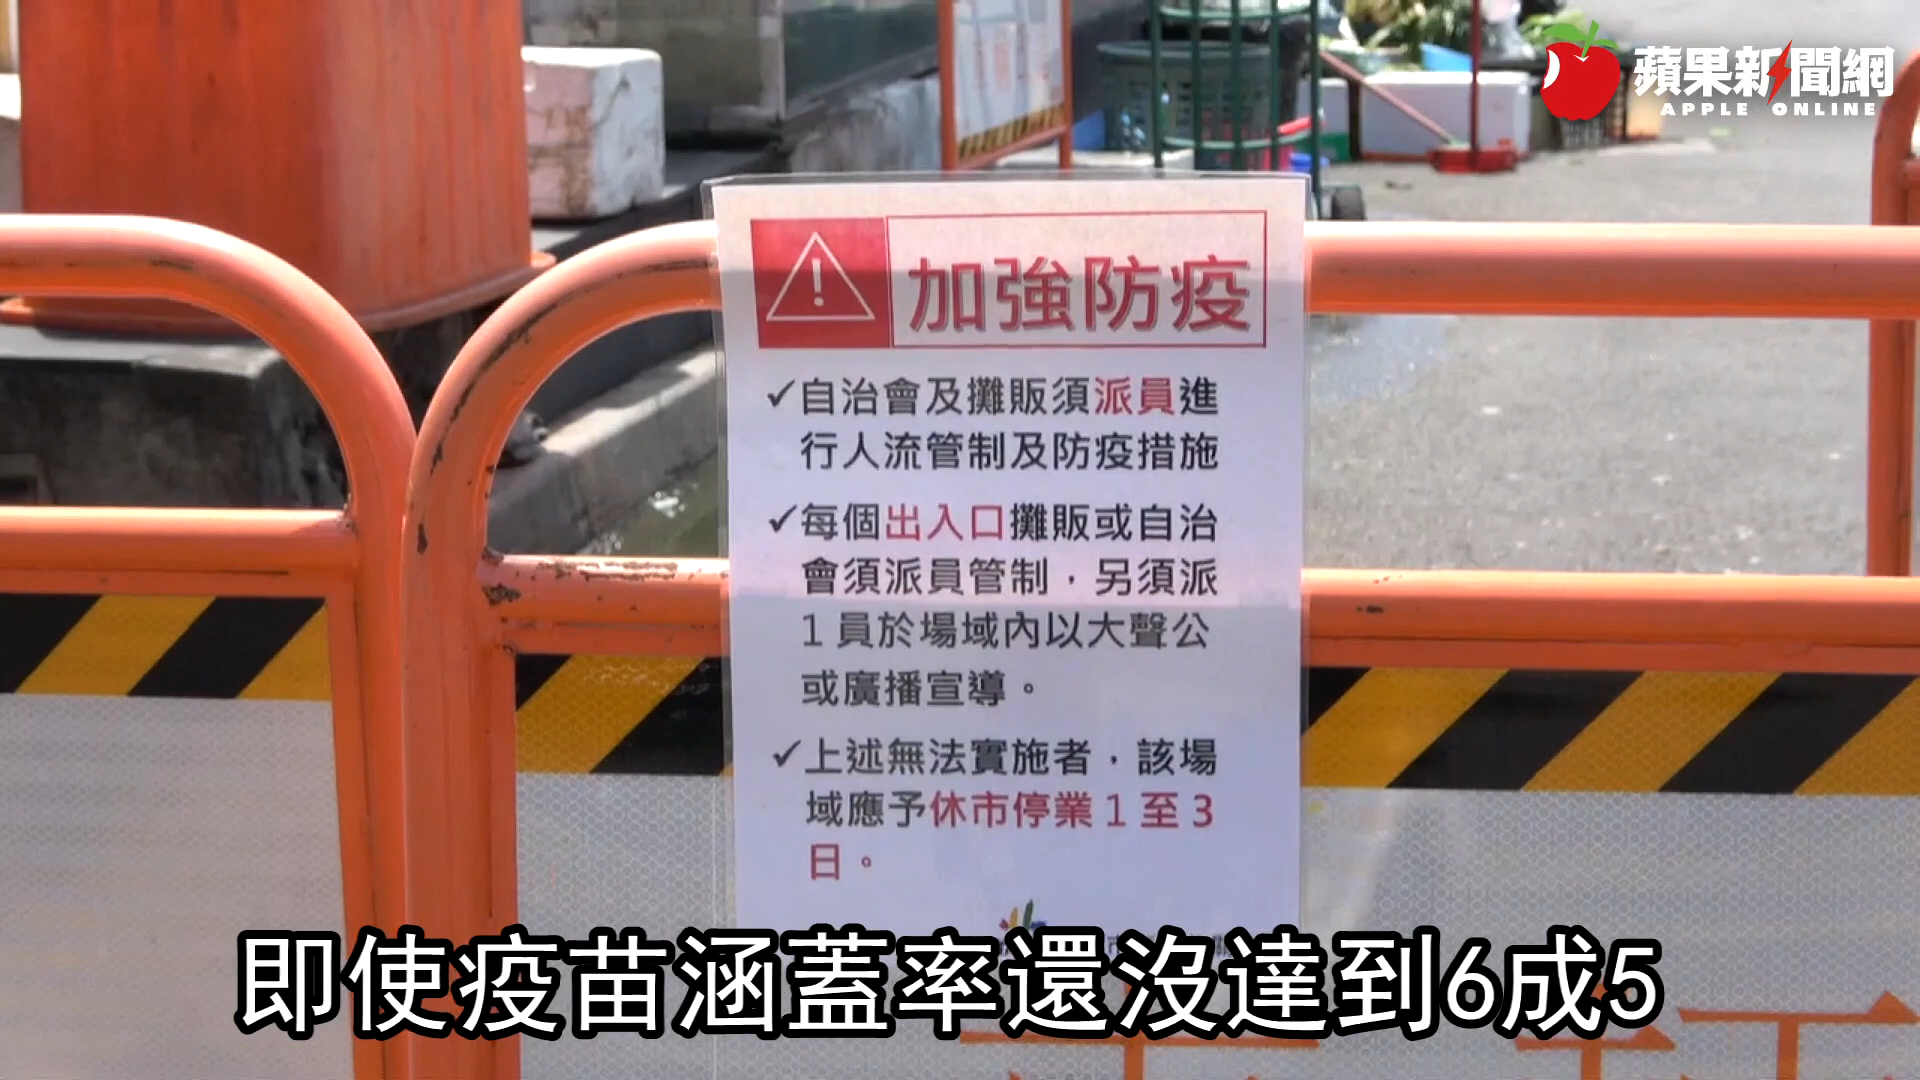 蘋果新聞網
APPLE ONLINE
加強防疫
✓自治會及攤販須派員進
行人流管制及防疫措施
✓每個出入口攤販或自治
會須派員管制，另須派
1員於場域內以大聲公
或廣播宣導。
✓上述無法實施者，該場
域應予休市停業1至3
日。
即使疫苗涵蓋率還沒達到6成5